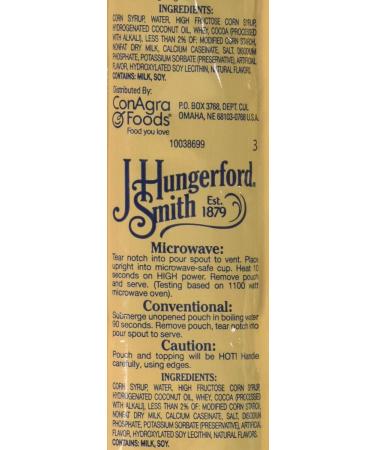 INGREDIENTS:
CORN SYRUP, WATER, HIGH FRUCTOSE CORN SYRUP,
HYDROGENATED COCONUT OIL, WHEY, COCOA (PROCESSED
WITH ALKALI), LESS THAN 2% OF: MODIFIED CORN STARCH,
NONFAT DRY MILK, CALCIUM CASEINATE, SALT, DISODIUM
PHOSPHATE, POTASSIUM SORBATE (PRESERVATIVE), ARTIFICIAL
FLAVOR, HYDROXYLATED SOY LECITHIN, NATURAL FLAVORS.
CONTAINS: MILK, SOY.
Distributed By:
ConAgra Foods®
Food you love
P.O. BOX 3768, DEPT. CUL
OMAHA, NE 68103-0768 U.S.A.
10038699 3
J. Hungerford®
Smith Est. 1879
Microwave:
Tear notch into pour spout to vent. Place
upright into microwave-safe cup. Heat 10
seconds on HIGH power. Remove pouch
and serve. (Testing based on 1100 watt
microwave oven).
Conventional:
Submerge unopened pouch in boiling water
90 seconds. Remove pouch, tear notch into
pour spout to serve.
Caution:
Pouch and topping will be HOT! Handle
carefully, using edges.
INGREDIENTS:
CORN SYRUP, WATER, HIGH FRUCTOSE CORN SYRUP,
HYDROGENATED COCONUT OIL, WHEY, COCOA (PROCESSED
WITH ALKALI), LESS THAN 2% OF: MODIFIED CORN STARCH,
NONFAT DRY MILK, CALCIUM CASEINATE, SALT, DISODIUM
PHOSPHATE, POTASSIUM SORBATE (PRESERVATIVE), ARTIFICIAL
FLAVOR, HYDROXYLATED SOY LECITHIN, NATURAL FLAVORS.
CONTAINS: MILK, SOY.